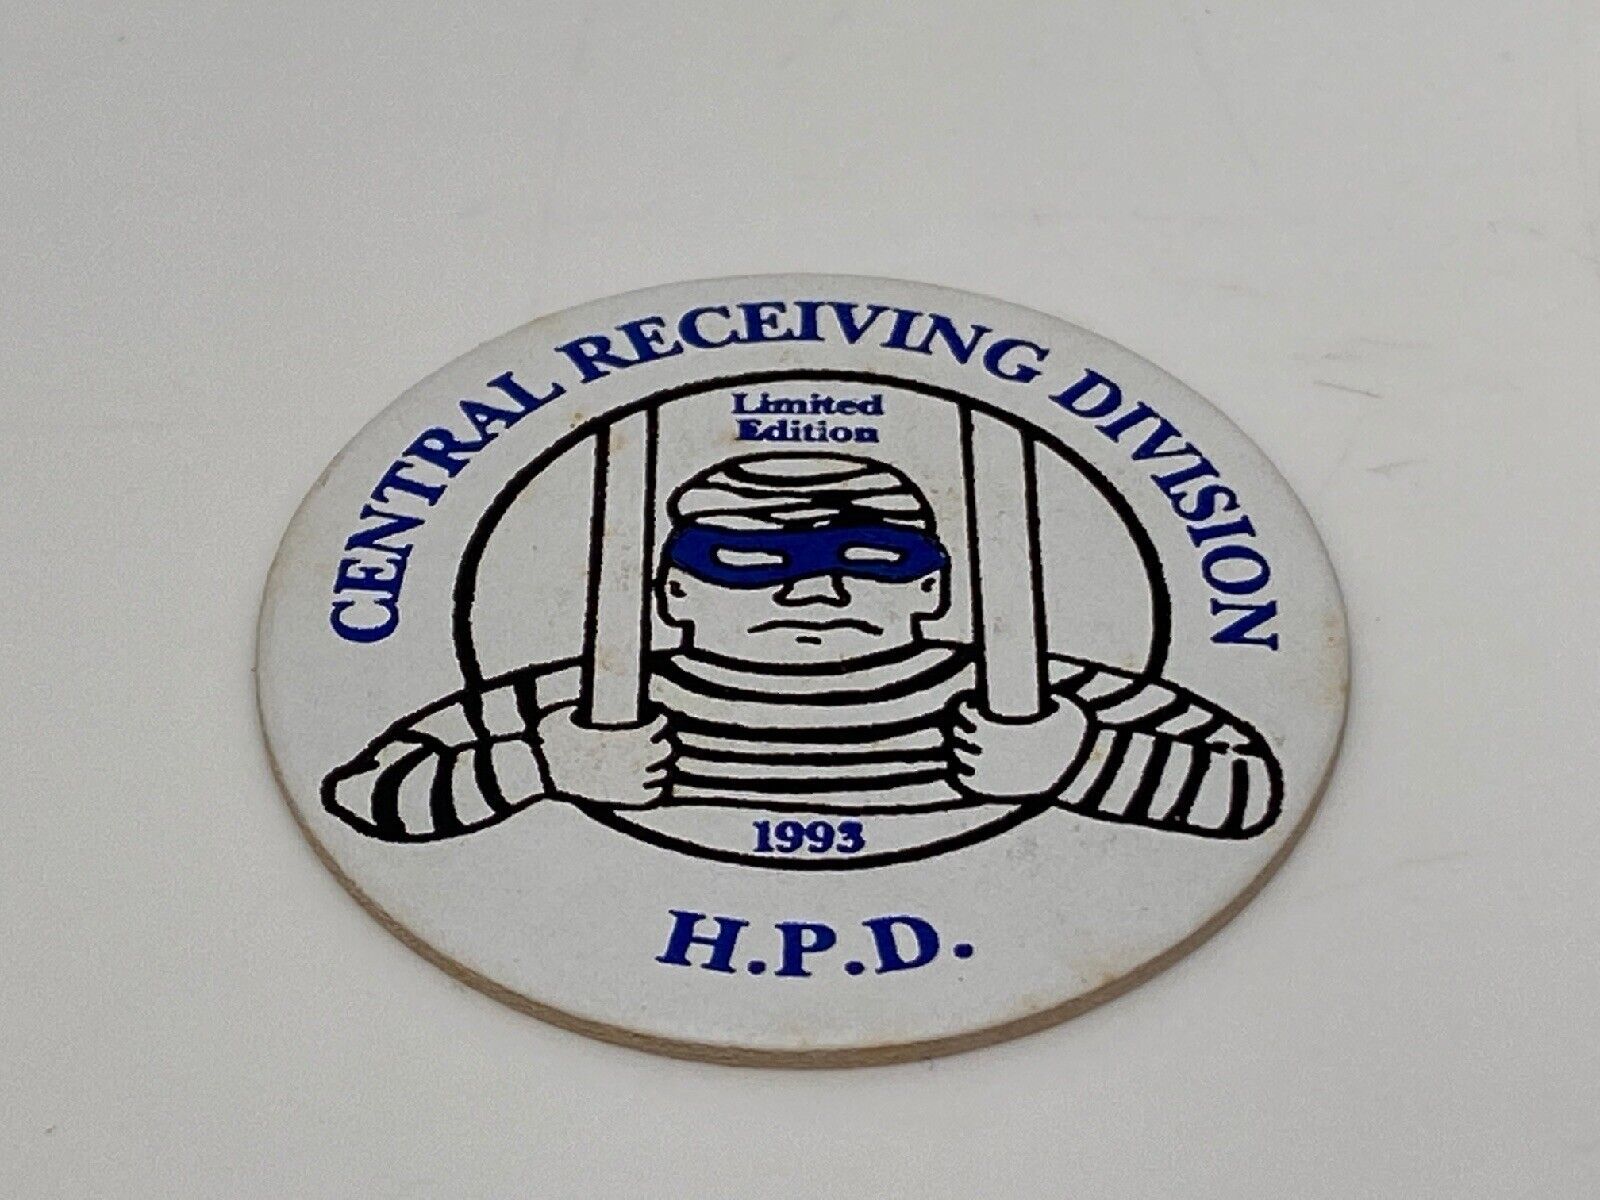 CENTRAL RECEIVING DIVISION
Limited
Edition
1993
H.P.D.